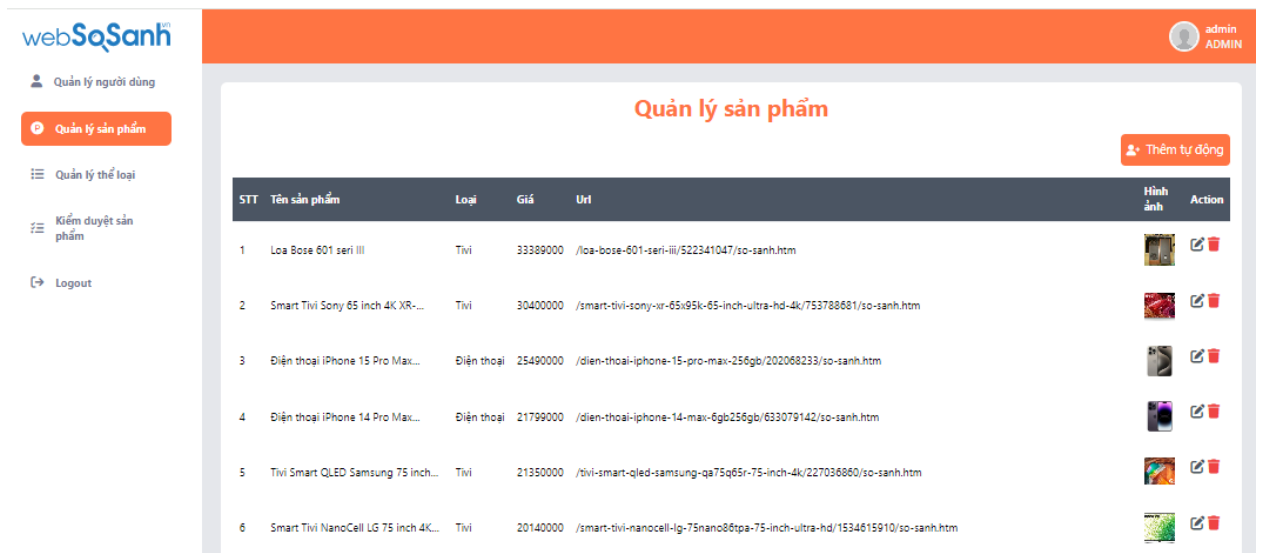 webSoSanh.vn
admin
ADMIN
Quản lý người dùng
Quản lý sản phẩm
Quản lý thể loại
Kiểm duyệt sản
phẩm
Logout
Quản lý sản phẩm
Thêm tự động
STT Tên sản phẩm Loại Giá Url Hình ảnh Action
1 Loa Bose 601 seri III Tivi 33389000 /loa-bose-601-seri-iii/522341047/so-sanh.htm
2 Smart Tivi Sony 65 inch 4K XR-... Tivi 30400000 /smart-tivi-sony-xr-65x95k-65-inch-ultra-hd-4k/753788681/so-sanh.htm
3 Điện thoại iPhone 15 Pro Max... Điện thoại 25490000 /dien-thoai-iphone-15-pro-max-256gb/202068233/so-sanh.htm
4 Điện thoại iPhone 14 Pro Max... Điện thoại 21799000 /dien-thoai-iphone-14-max-6gb256gb/633079142/so-sanh.htm
5 Tivi Smart QLED Samsung 75 inch... Tivi 21350000 /tivi-smart-qled-samsung-qa75q65r-75-inch-4k/227036860/so-sanh.htm
6 Smart Tivi NanoCell LG 75 inch 4K... Tivi 20140000 /smart-tivi-nanocell-lg-75nano86tpa-75-inch-ultra-hd/1534615910/so-sanh.htm